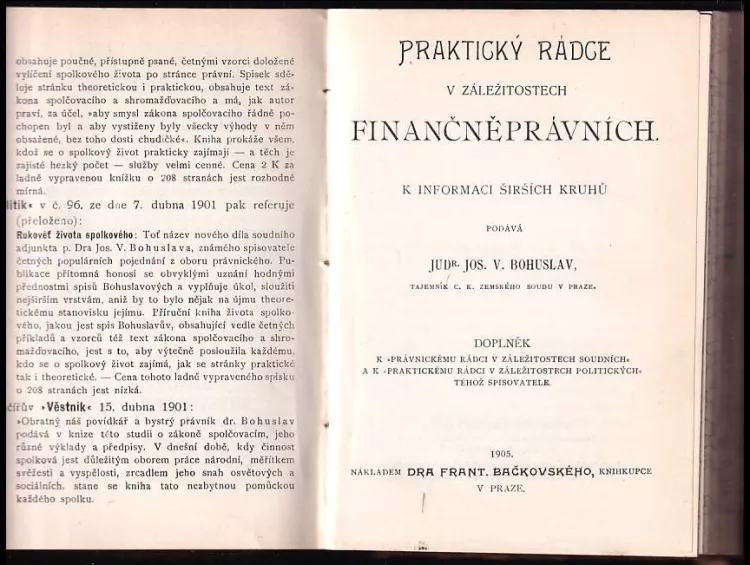 obsahuje poučné, přístupně psané, četnými vzorci doložené
vylíčení spolkového života po stránce právní. Spisek sdě-
luje stránku theoretickou i praktickou, obsahuje text zá-
kona spolčovacího a shromažďovacího a má, jak autor
praví, za účel, »aby smysl zákona spolčovacího řádně po-
chopen byl a aby vystiženy byly všecky výhody v něm
obsažené, bez toho dosti chudičké«. Kniha prokáže všem,
kdož se o spolkový život prakticky zajímají — a těch je
zajisté hezký počet — služby velmi cenné. Cena 2 K za
ladně vypravenou knížku o 208 stranách jest rozhodně
mírná.
litik« v č. 96. ze dne 7. dubna 1901 pak referuje
(přeloženo):
Rukověť života spolkového: Toť název nového díla soudního
adjunkta p. Dra Jos. V. Bohuslava, známého spisovatele
četných populárních pojednání z oboru právního. Pu-
blikace přítomná honosí se obvyklými uznání hodnými
přednostmi spisů Bohuslavových a vyplňuje úkol, sloužiti
nejširším vrstvám, aniž by to bylo nějak na újmu theore-
tickému stanovisku jejímu. Příruční kniha života spolko-
vého, jakou jest spis Bohuslavův, obsahující vedle četných
příkladů a vzorců též text zákona spolčovacího a shro-
mažďovacího, jest s to, aby výtečně posloužila každému,
kdo se o spolkový život zajímá, jak se stránky praktické
tak i theoretické. — Cena tohoto ladně vypraveného spisku
o 208 stranách jest nízká.
čířův »Věstník« 15. dubna 1901:
»Obratný náš povídkář a bystrý právník dr. Bohuslav
podává v knize této studii o zákoně spolčovacím, jeho
různé výklady a předpisy. V dnešní době, kdy činnost
spolková jest důležitým oborem práce národní, měřítkem
svěžesti a vyspělosti, zrcadlem jeho snah osvětových a
sociálních, stane se kniha tato nezbytnou pomůckou
každého spolku.
PRAKTICKÝ RÁDCE
V ZÁLEŽITOSTECH
FINANČNĚPRÁVNÍCH.
K INFORMACI ŠIRŠÍCH KRUHŮ
PODÁVÁ
JUDR. JOS. V. BOHUSLAV,
TAJEMNÍK C. K. ZEMSKÉHO SOUDU V PRAZE.
DOPLNĚK
K »PRÁVNICKÉMU RÁDCI V ZÁLEŽITOSTECH SOUDNÍCH«
A K »PRAKTICKÉMU RÁDCI V ZÁLEŽITOSTECH POLITICKÝCH«
TÉHOŽ SPISOVATELE.
1905.
NÁKLADEM DRA FRANT. BAČKOVSKÉHO, KNIHKUPCE
V PRAZE.